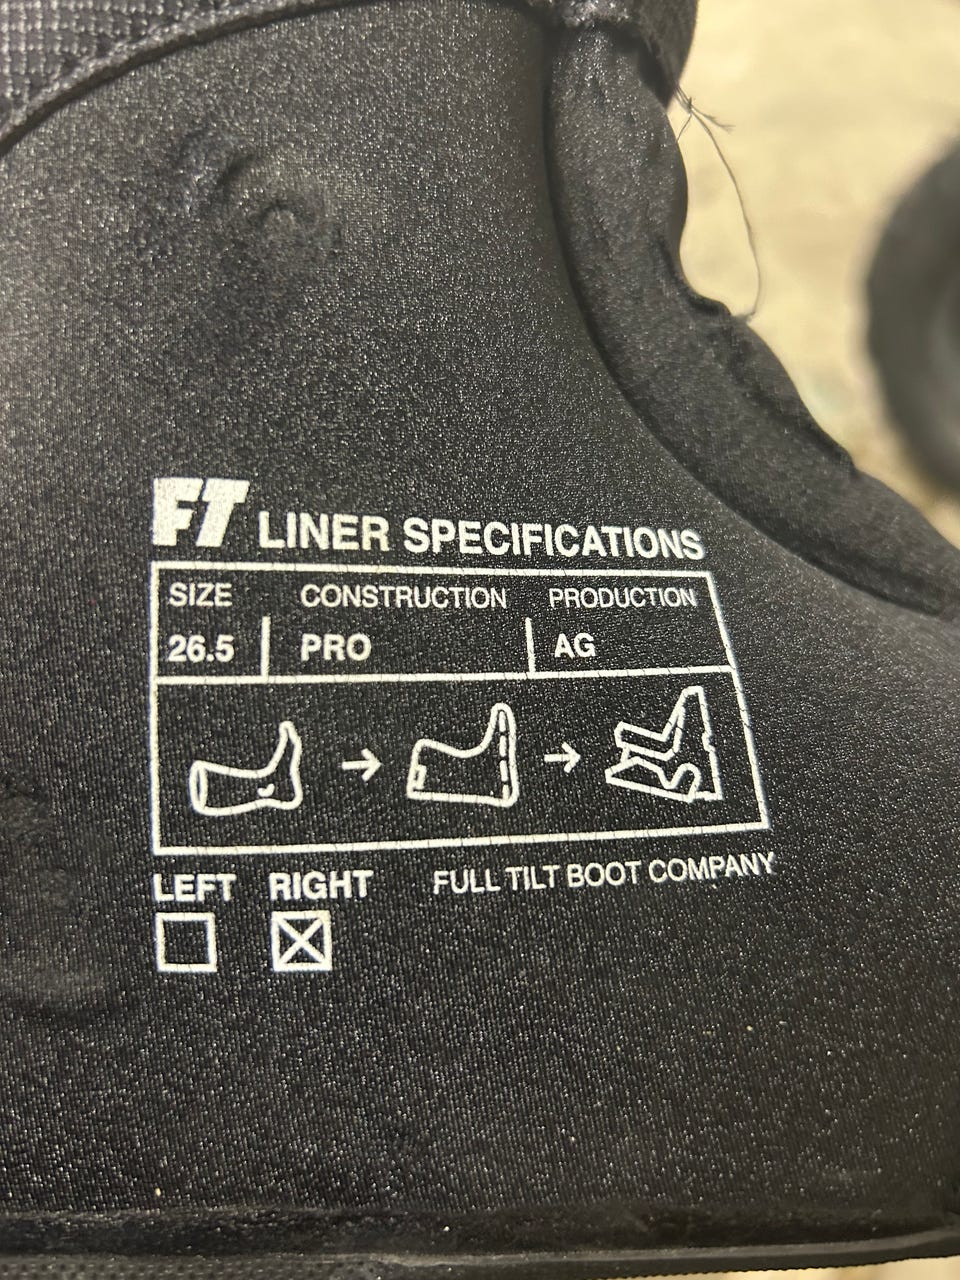 FT LINER SPECIFICATIONS
SIZE CONSTRUCTION PRODUCTION
26.5 PRO AG
LEFT RIGHT FULL TILT BOOT COMPANY